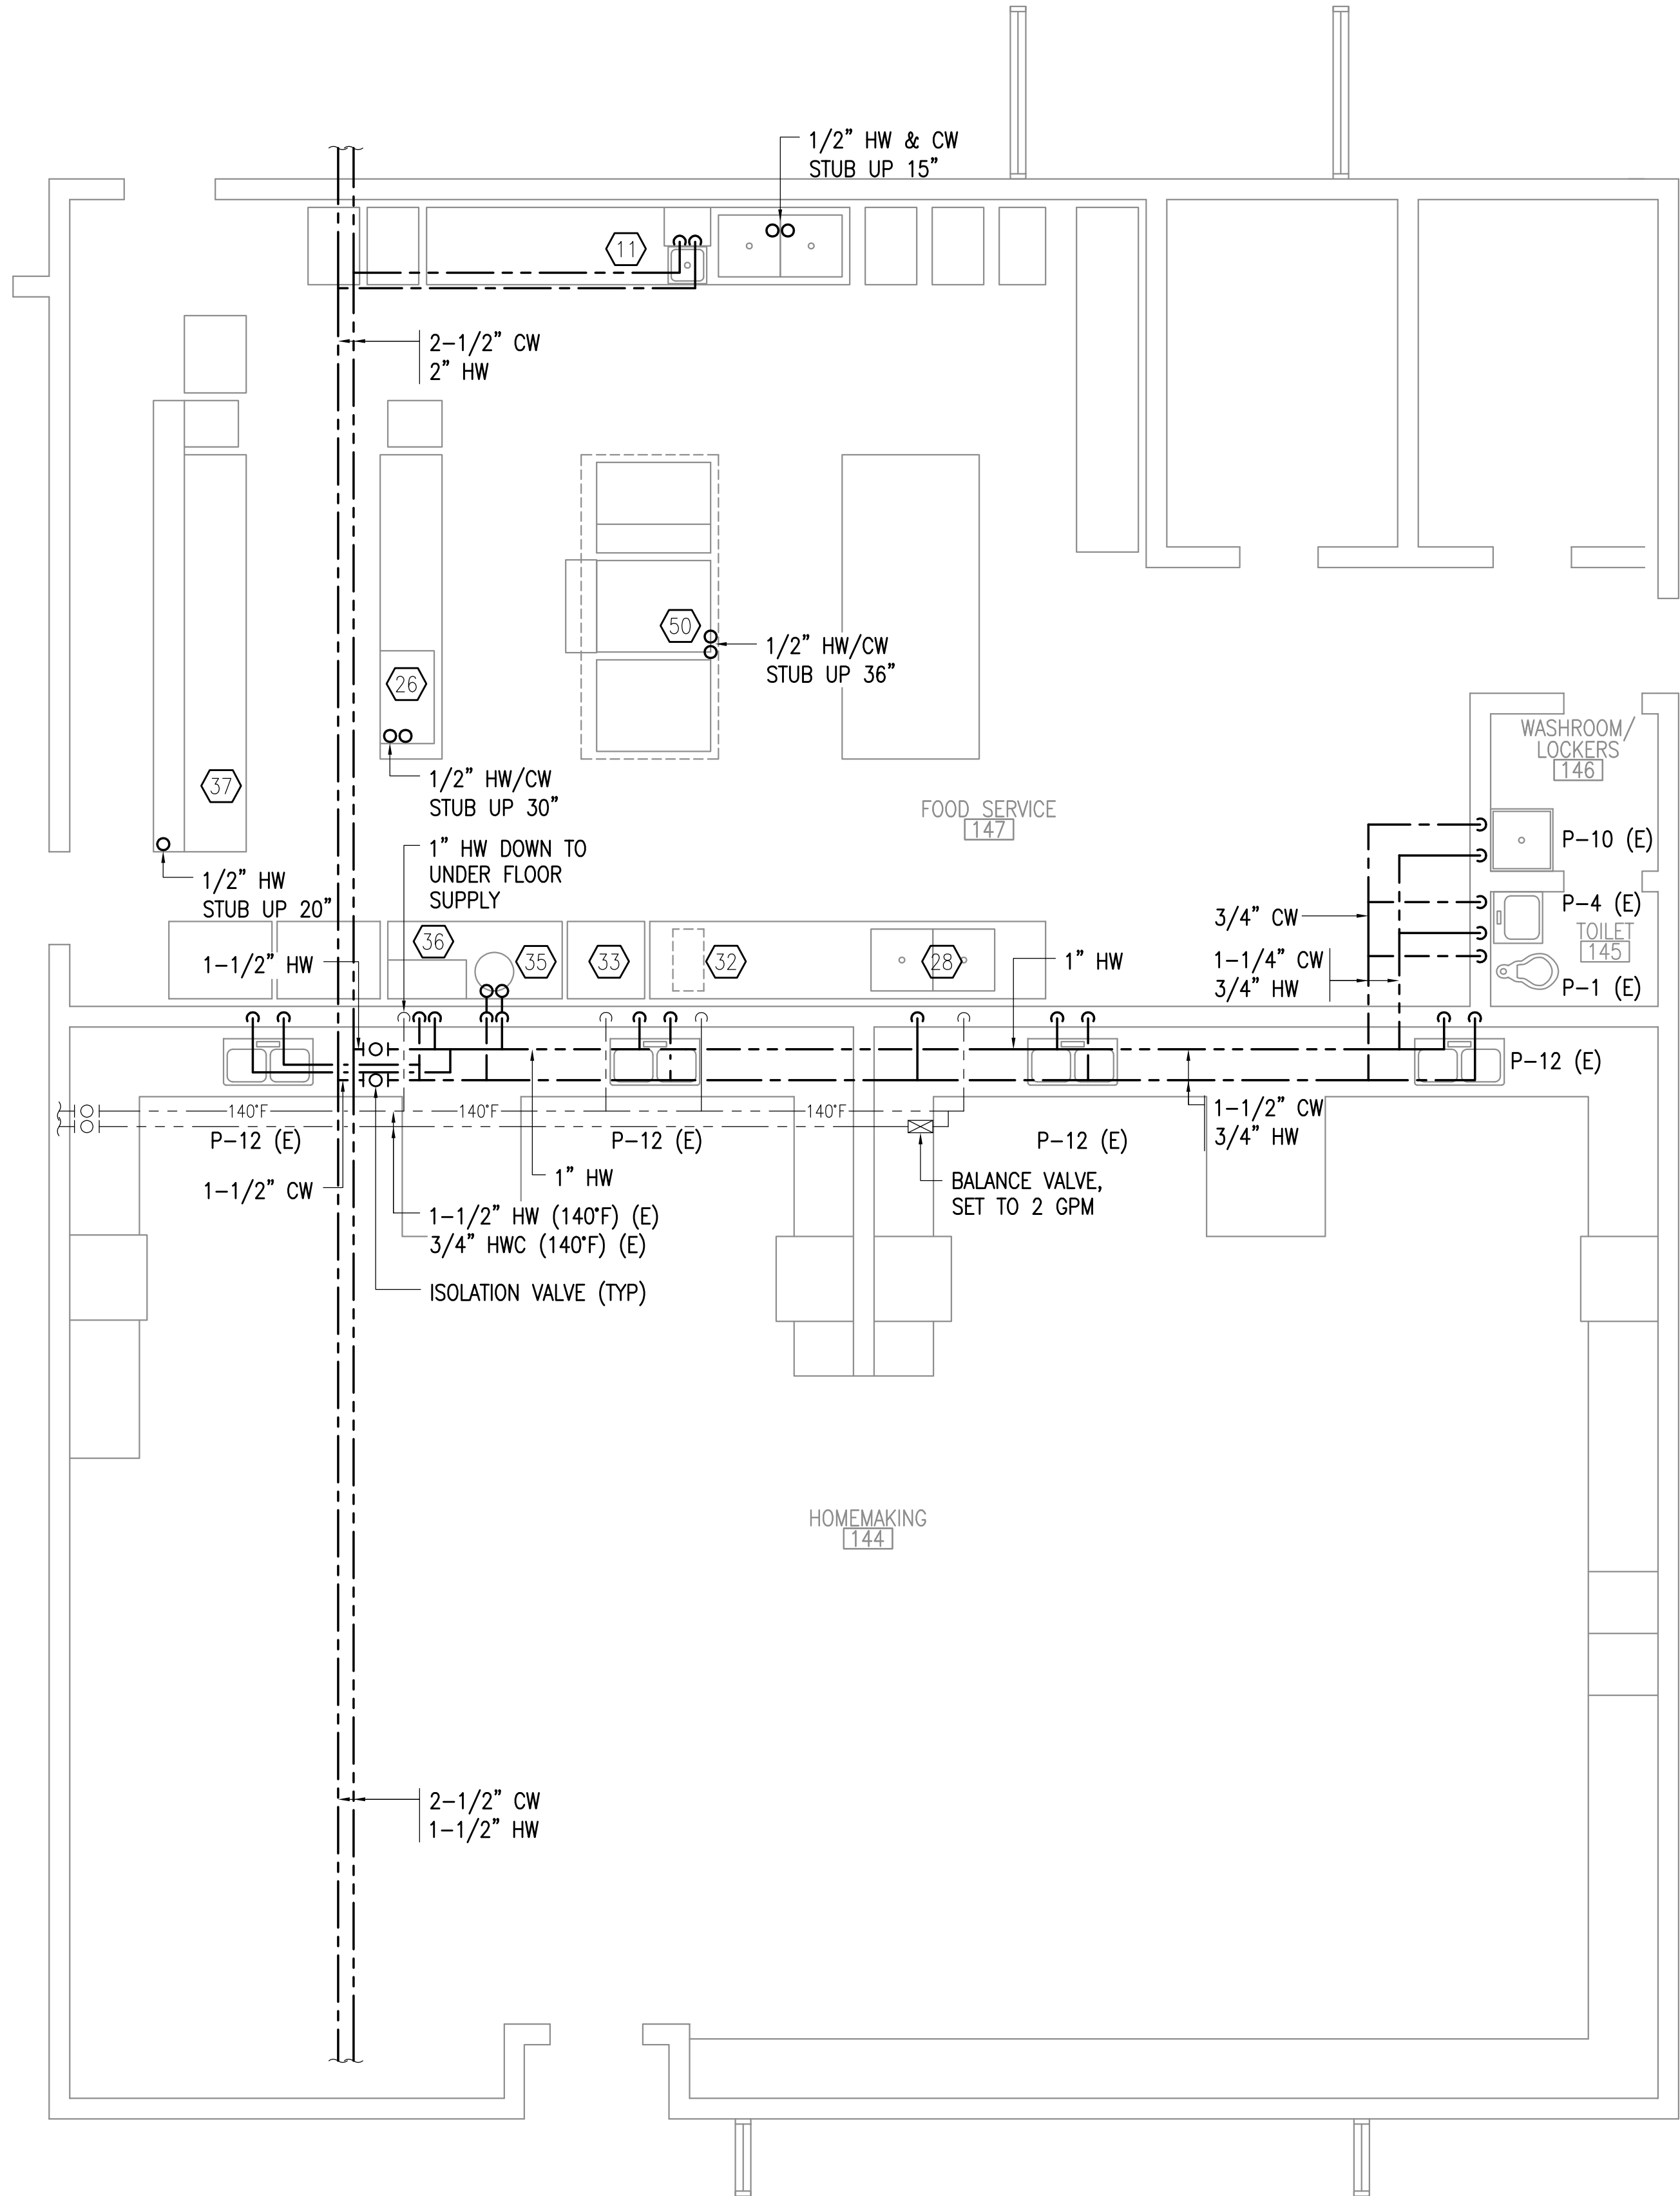 1/2" HW & CW
STUB UP 15"
11
2-1/2" CW
2" HW
50
1/2" HW/CW
STUB UP 36"
26
WASHROOM/
LOCKERS
146
37
1/2" HW/CW
STUB UP 30"
FOOD SERVICE
147
1" HW DOWN TO
UNDER FLOOR
SUPPLY
P-10 (E)
1/2" HW
STUB UP 20"
3/4" CW
P-4 (E)
TOILET
145
36
35
33
32
28
1-1/2" HW
1" HW
1-1/4" CW
3/4" HW
P-1 (E)
P-12 (E)
140°F
140°F
140°F
1-1/2" CW
3/4" HW
P-12 (E)
P-12 (E)
P-12 (E)
1-1/2" CW
1" HW
BALANCE VALVE,
SET TO 2 GPM
1-1/2" HW (140°F) (E)
3/4" HWC (140°F) (E)
ISOLATION VALVE (TYP)
HOMEMAKING
144
2-1/2" CW
1-1/2" HW